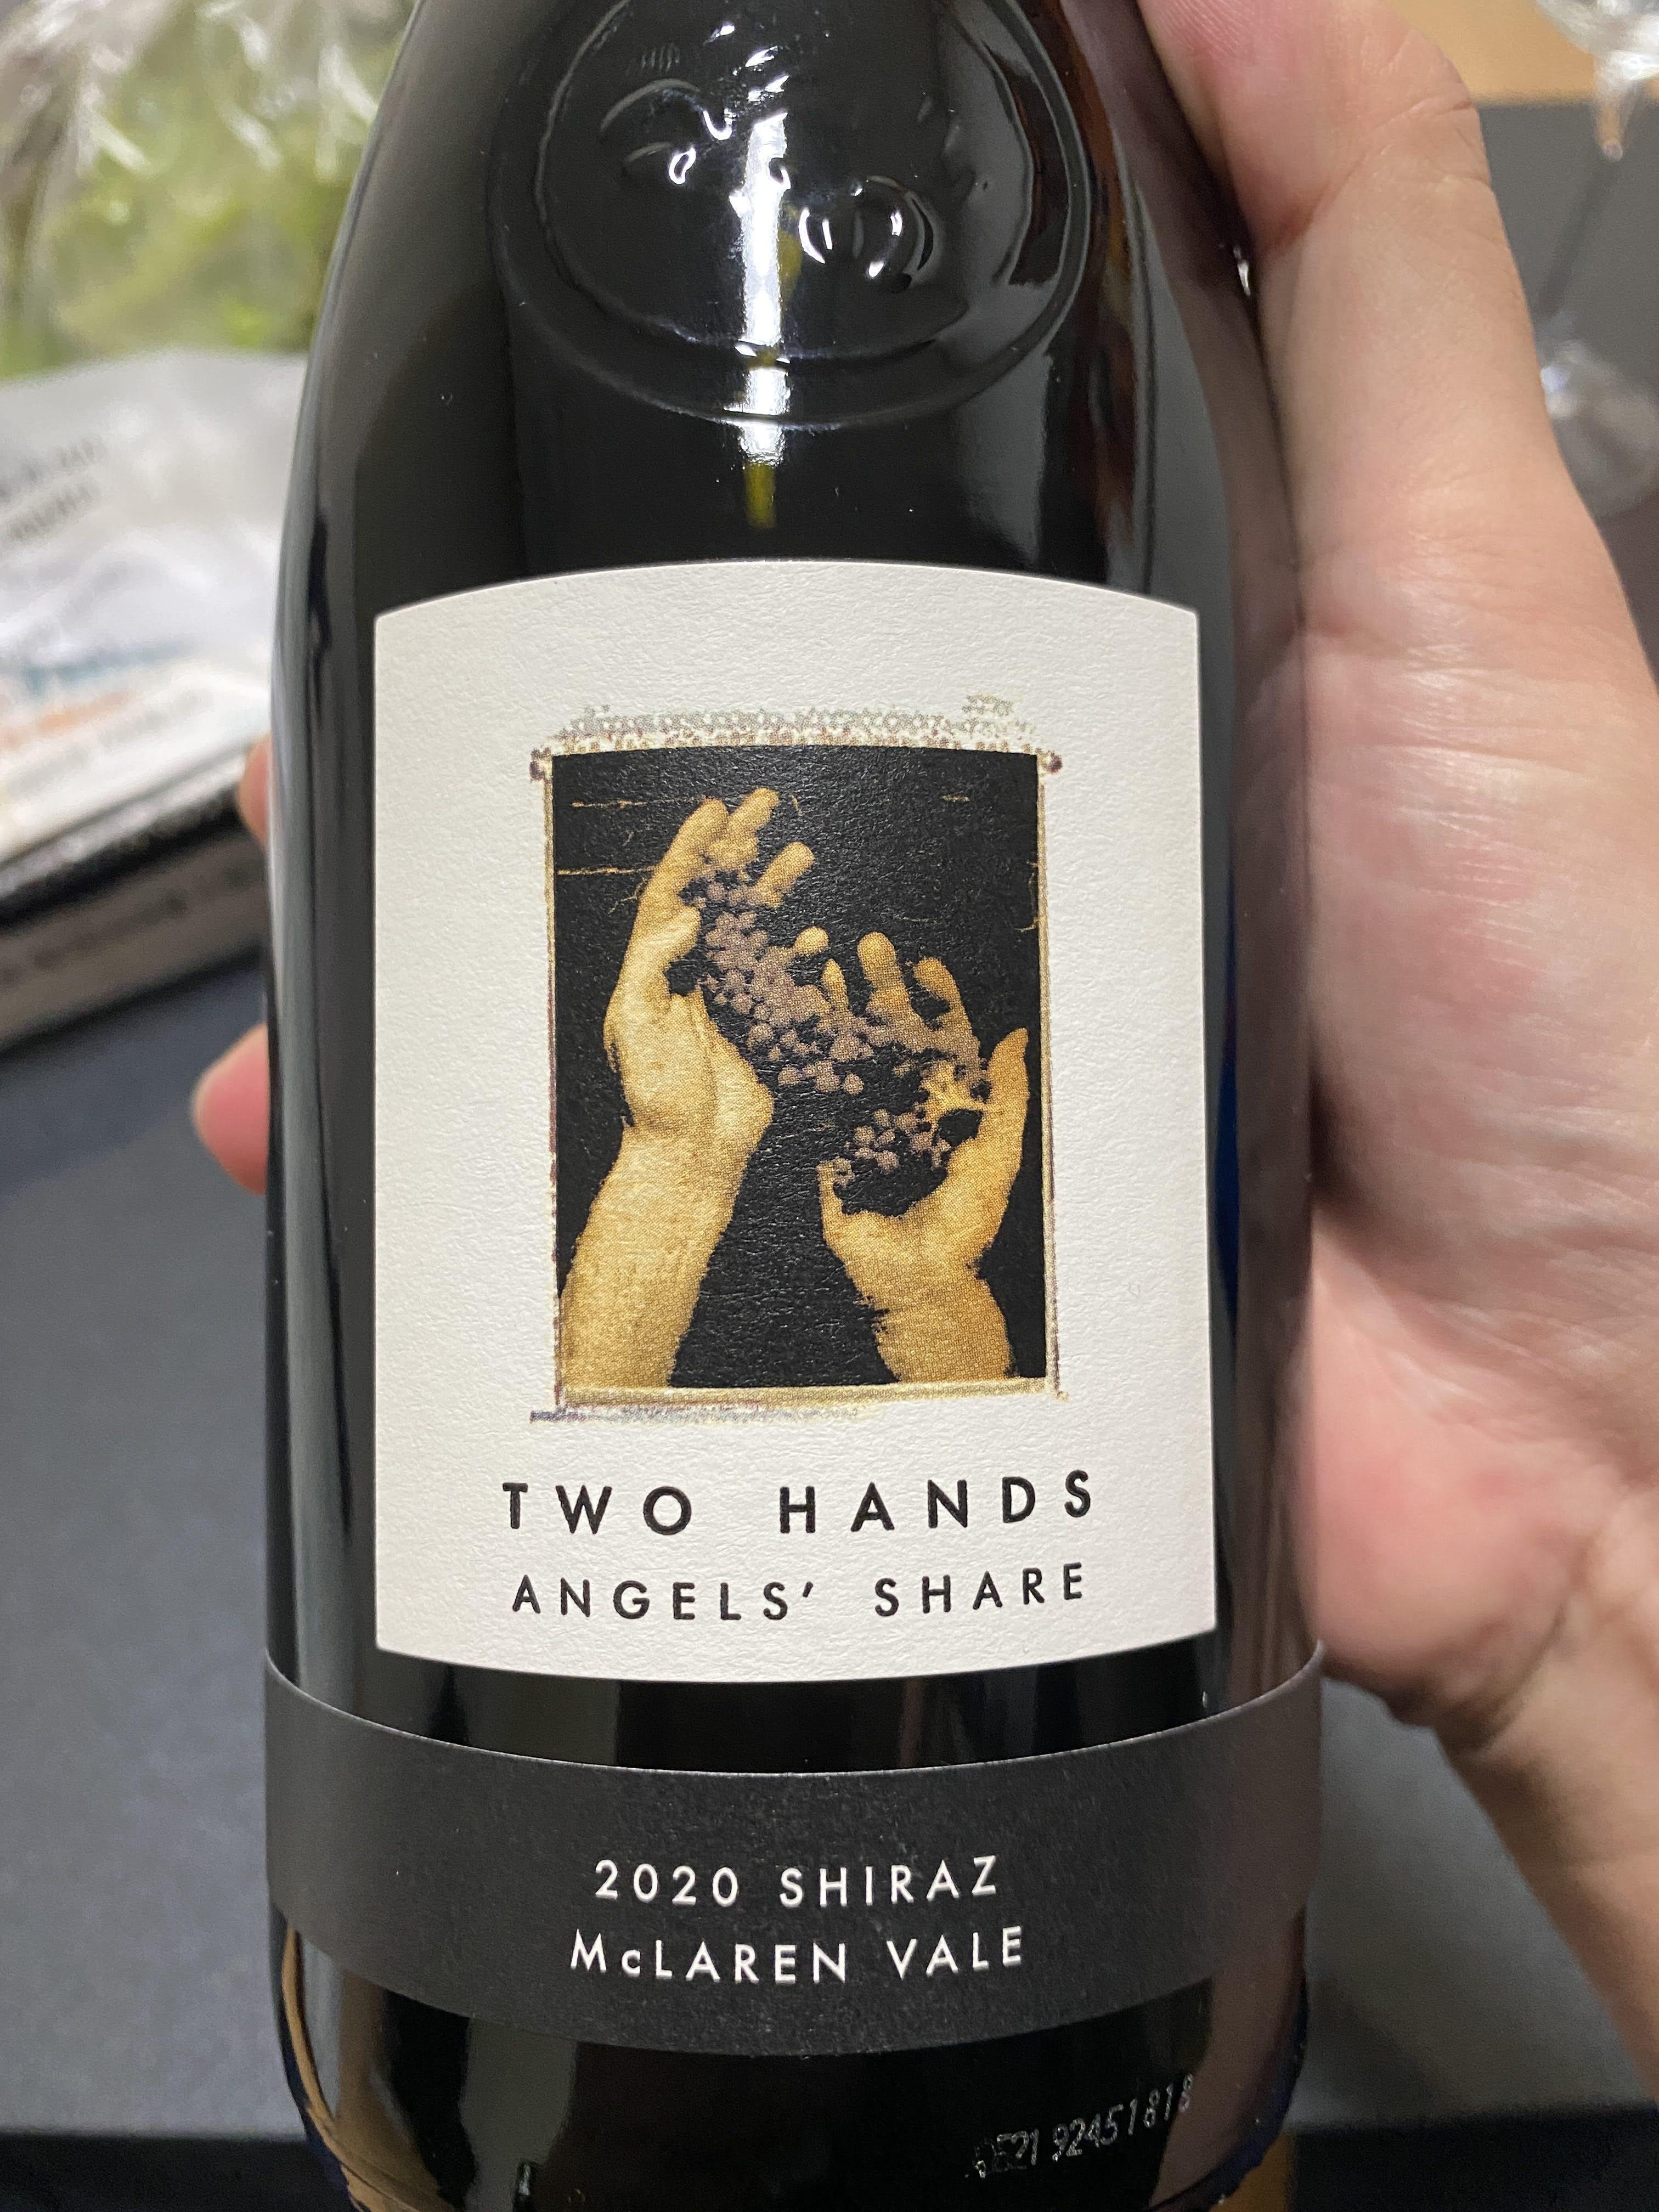 TWO HANDS
ANGELS' SHARE
2020 SHIRAZ
McLAREN VALE